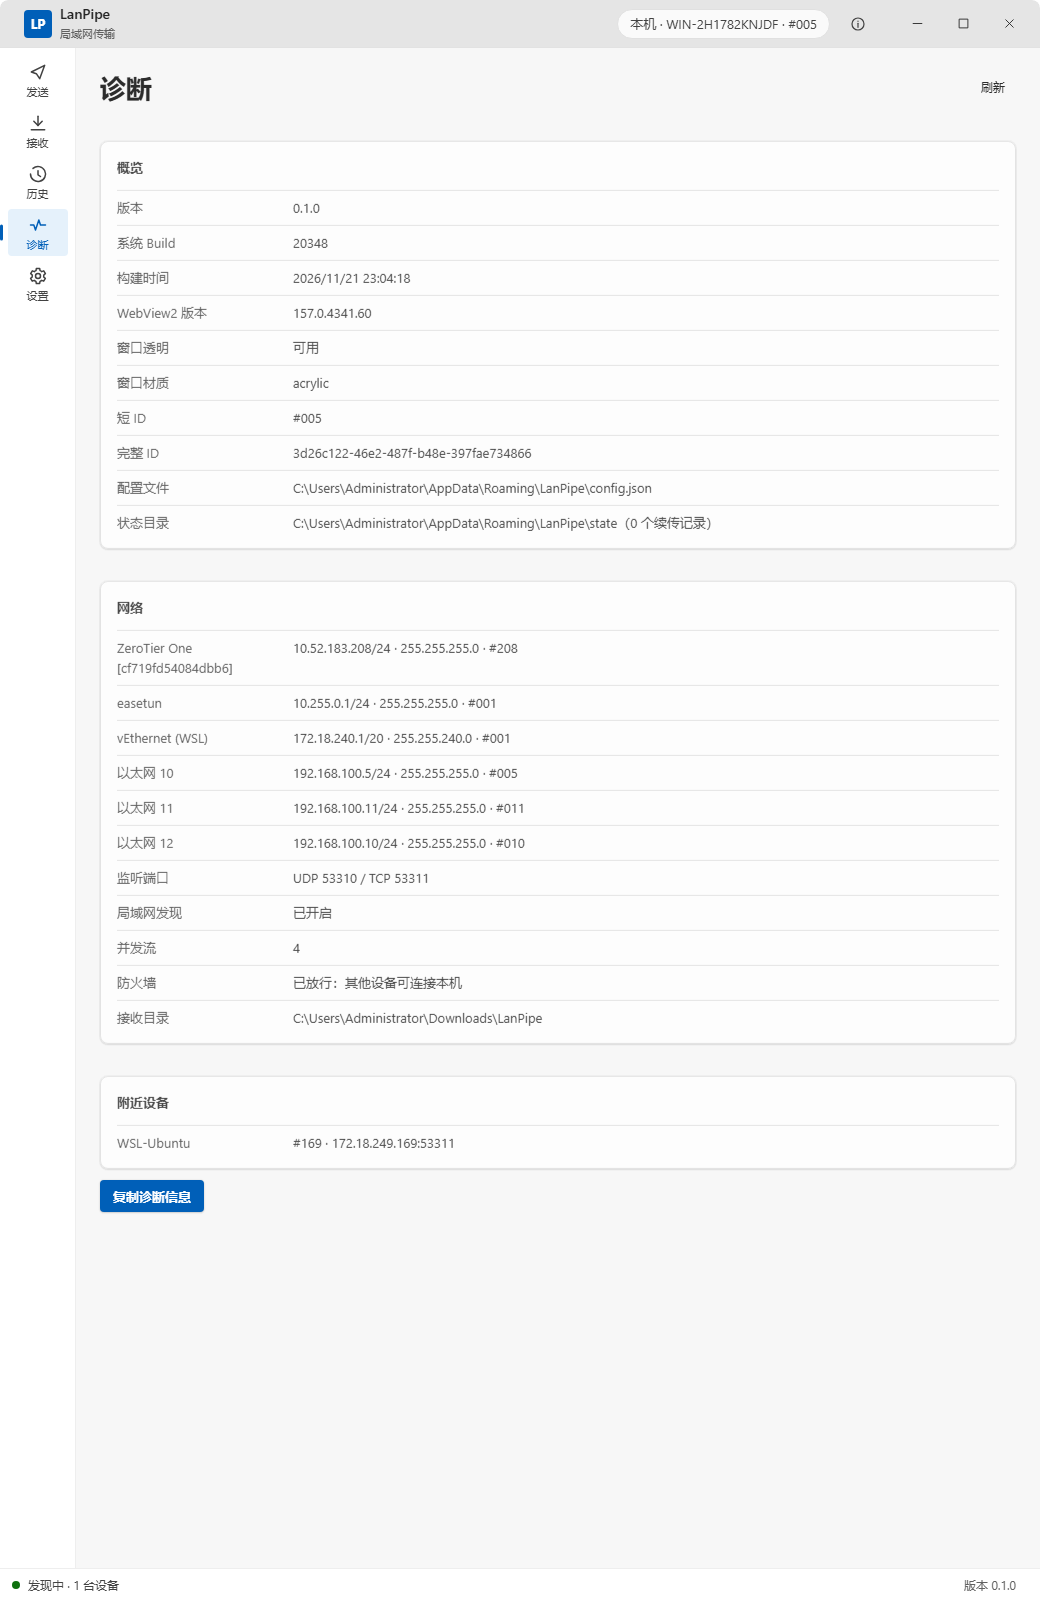 LP
LanPipe
局域网传输
本机 · WIN-2H1782KNJDF · #005
发送
接收
历史
诊断
设置
诊断
刷新
概览
版本 0.1.0
系统 Build 20348
构建时间 2026/11/21 23:04:18
WebView2 版本 157.0.4341.60
窗口透明 可用
窗口材质 acrylic
短 ID #005
完整 ID 3d26c122-46e2-487f-b48e-397fae734866
配置文件 C:\Users\Administrator\AppData\Roaming\LanPipe\config.json
状态目录 C:\Users\Administrator\AppData\Roaming\LanPipe\state（0 个续传记录）
网络
ZeroTier One 10.52.183.208/24 · 255.255.255.0 · #208
[cf719fd54084dbb6]
easetun 10.255.0.1/24 · 255.255.255.0 · #001
vEthernet (WSL) 172.18.240.1/20 · 255.255.240.0 · #001
以太网 10 192.168.100.5/24 · 255.255.255.0 · #005
以太网 11 192.168.100.11/24 · 255.255.255.0 · #011
以太网 12 192.168.100.10/24 · 255.255.255.0 · #010
监听端口 UDP 53310 / TCP 53311
局域网发现 已开启
并发流 4
防火墙 已放行：其他设备可连接本机
接收目录 C:\Users\Administrator\Downloads\LanPipe
附近设备
WSL-Ubuntu #169 · 172.18.249.169:53311
复制诊断信息
发现中 · 1 台设备
版本 0.1.0